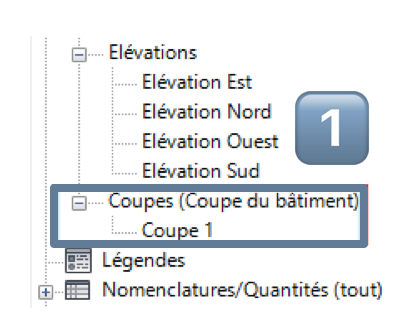 Elévations
Elévation Est
Elévation Nord
Elévation Ouest
Elévation Sud
1
Coupes (Coupe du bâtiment)
Coupe 1
Légendes
Nomenclatures/Quantités (tout)